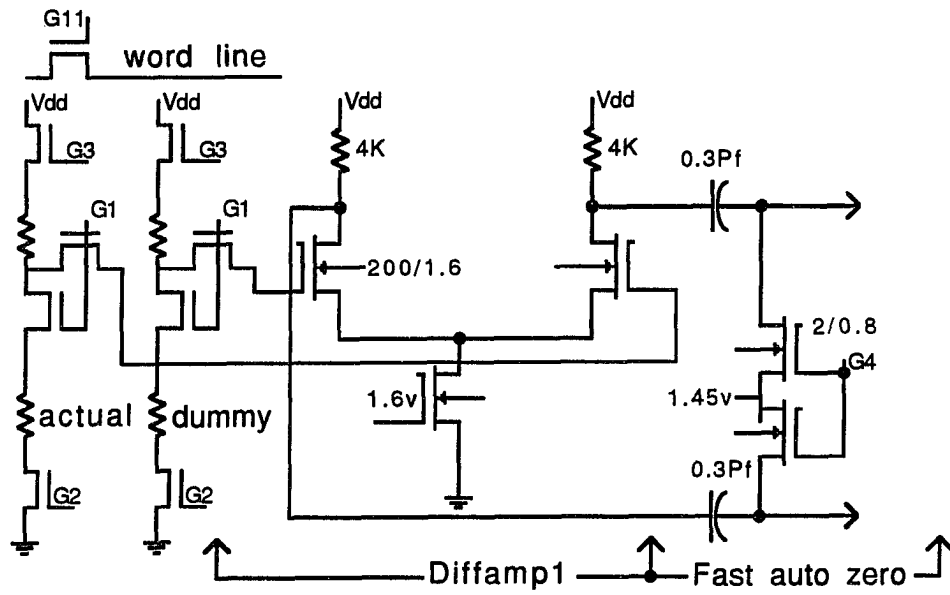 G11
word line
Vdd
Vdd
Vdd
Vdd
G3
G3
4K
4K
0.3Pf
G1
G1
200/1.6
2/0.8
G4
1.6v
1.45v
actual
dummy
0.3Pf
G2
G2
Diffamp1
Fast auto zero